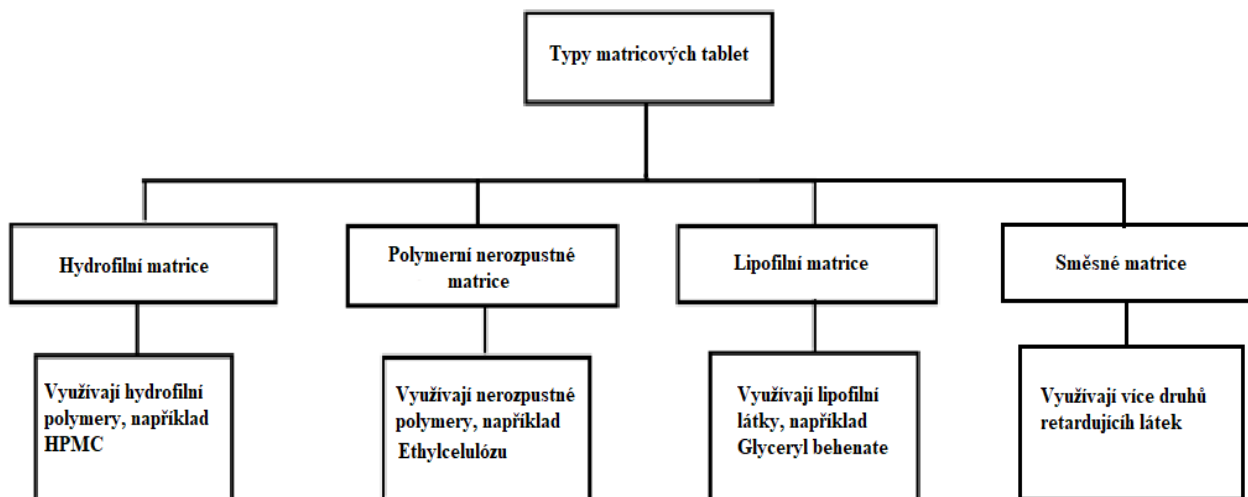 Typy matricových tablet
Hydrofilní matrice
Polymerní nerozpustné
matrice
Lipofilní matrice
Směsné matrice
Využívají hydrofilní
polymery, například
HPMC
Využívají nerozpustné
polymery, například
Ethylcelulózu
Využívají lipofilní
látky, například
Glyceryl behenate
Využívají více druhů
retardujících látek